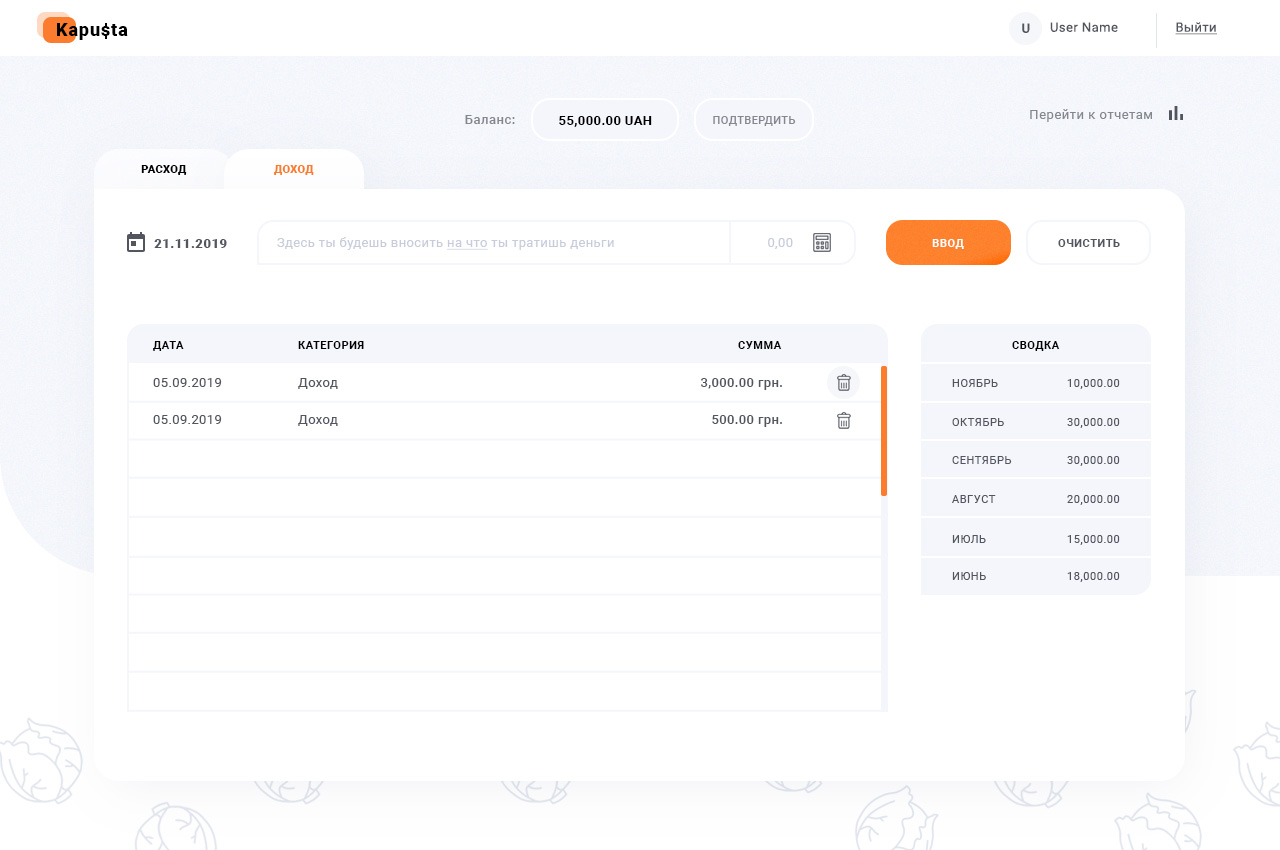 Kapu$ta
U User Name Выйти
Баланс: 55,000.00 UAH ПОДТВЕРДИТЬ Перейти к отчетам
РАСХОД ДОХОД
21.11.2019 Здесь ты будешь вносить на что ты тратишь деньги 0,00 ВВОД ОЧИСТИТЬ
ДАТА КАТЕГОРИЯ СУММА
05.09.2019 Доход 3,000.00 грн.
05.09.2019 Доход 500.00 грн.
СВОДКА
НОЯБРЬ 10,000.00
ОКТЯБРЬ 30,000.00
СЕНТЯБРЬ 30,000.00
АВГУСТ 20,000.00
ИЮЛЬ 15,000.00
ИЮНЬ 18,000.00